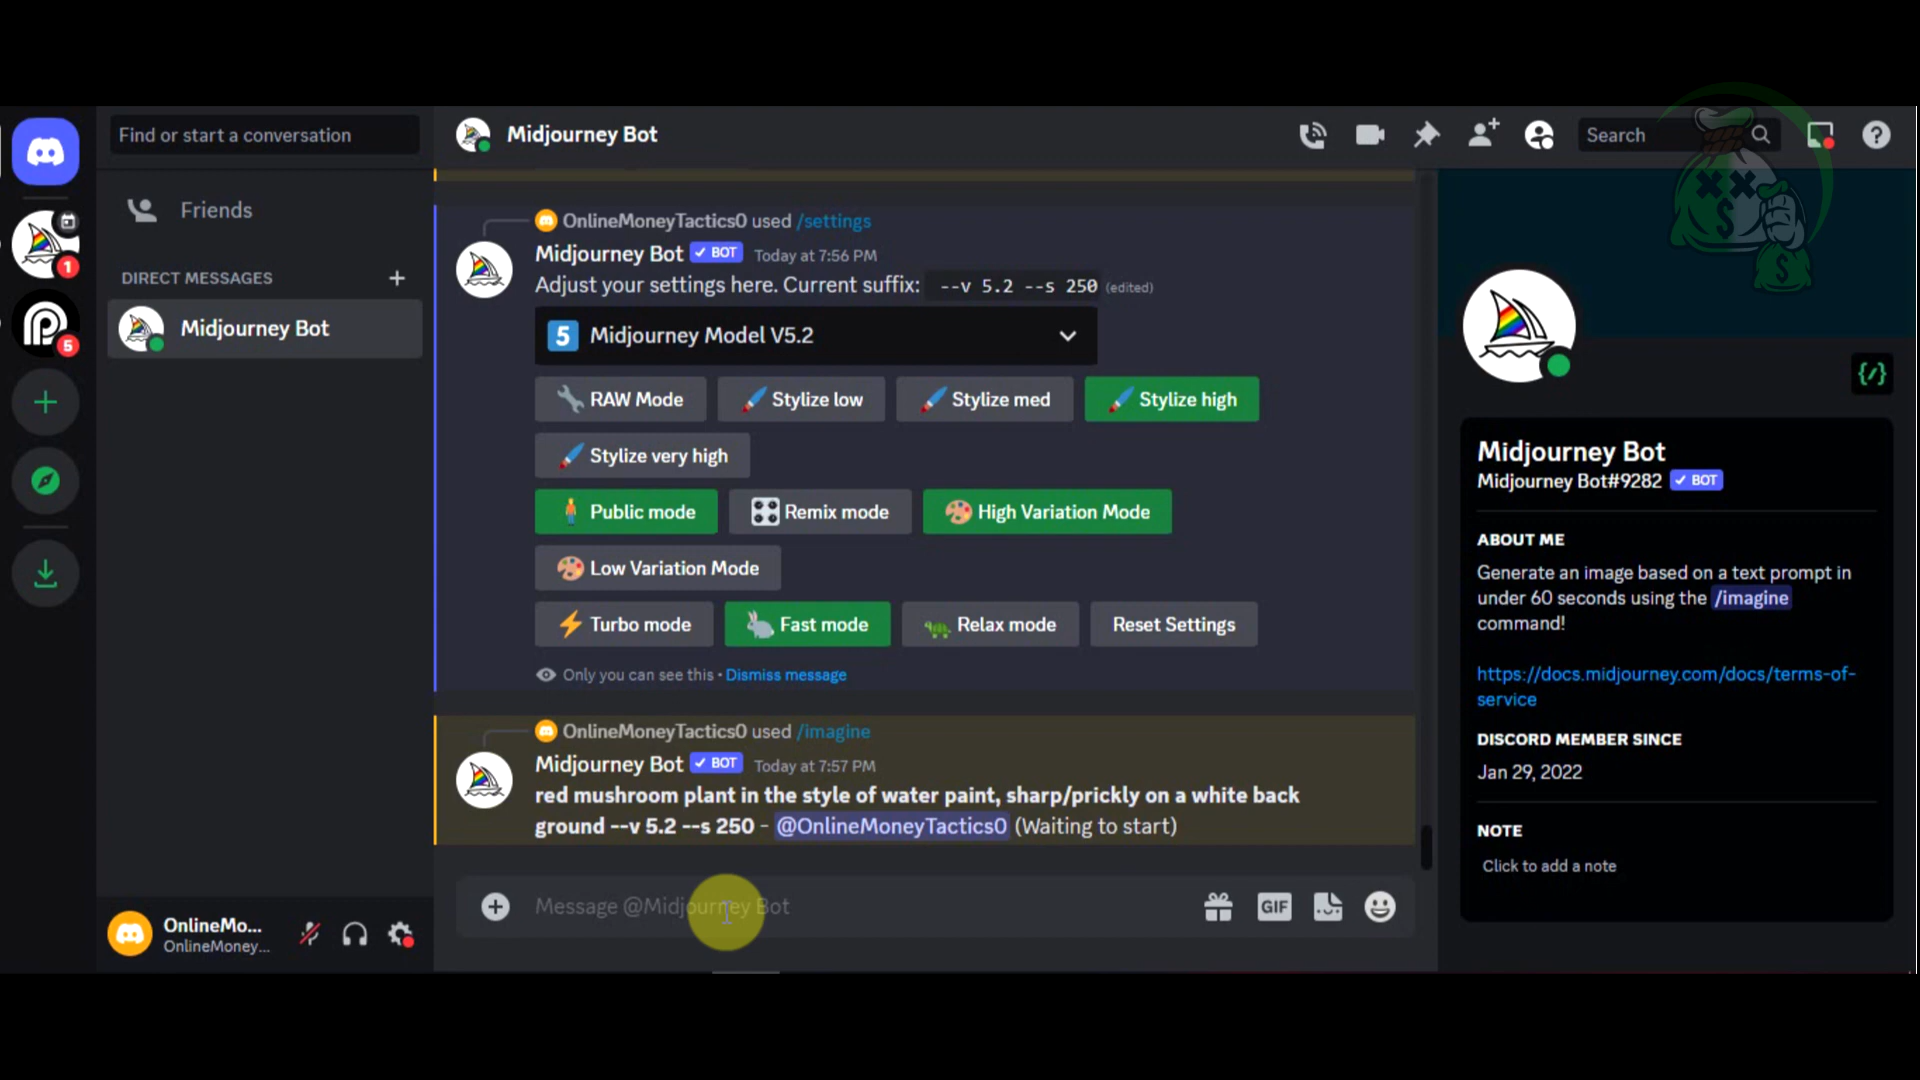 Find or start a conversation
Midjourney Bot
Search
Friends
DIRECT MESSAGES
Midjourney Bot
1
5
OnlineMoneyTactics0 used /settings
Midjourney Bot ✓ BOT Today at 7:56 PM
Adjust your settings here. Current suffix: --v 5.2 --s 250 (edited)
5 Midjourney Model V5.2
RAW Mode Stylize low Stylize med Stylize high
Stylize very high
Public mode Remix mode High Variation Mode
Low Variation Mode
Turbo mode Fast mode Relax mode Reset Settings
Only you can see this • Dismiss message
OnlineMoneyTactics0 used /imagine
Midjourney Bot ✓ BOT Today at 7:57 PM
red mushroom plant in the style of water paint, sharp/prickly on a white back
ground --v 5.2 --s 250 - @OnlineMoneyTactics0 (Waiting to start)
Message @Midjourney Bot
GIF
OnlineMo...
OnlineMoney...
$
$
{/}
Midjourney Bot
Midjourney Bot#9282 ✓ BOT
ABOUT ME
Generate an image based on a text prompt in
under 60 seconds using the /imagine
command!
https://docs.midjourney.com/docs/terms-of-
service
DISCORD MEMBER SINCE
Jan 29, 2022
NOTE
Click to add a note